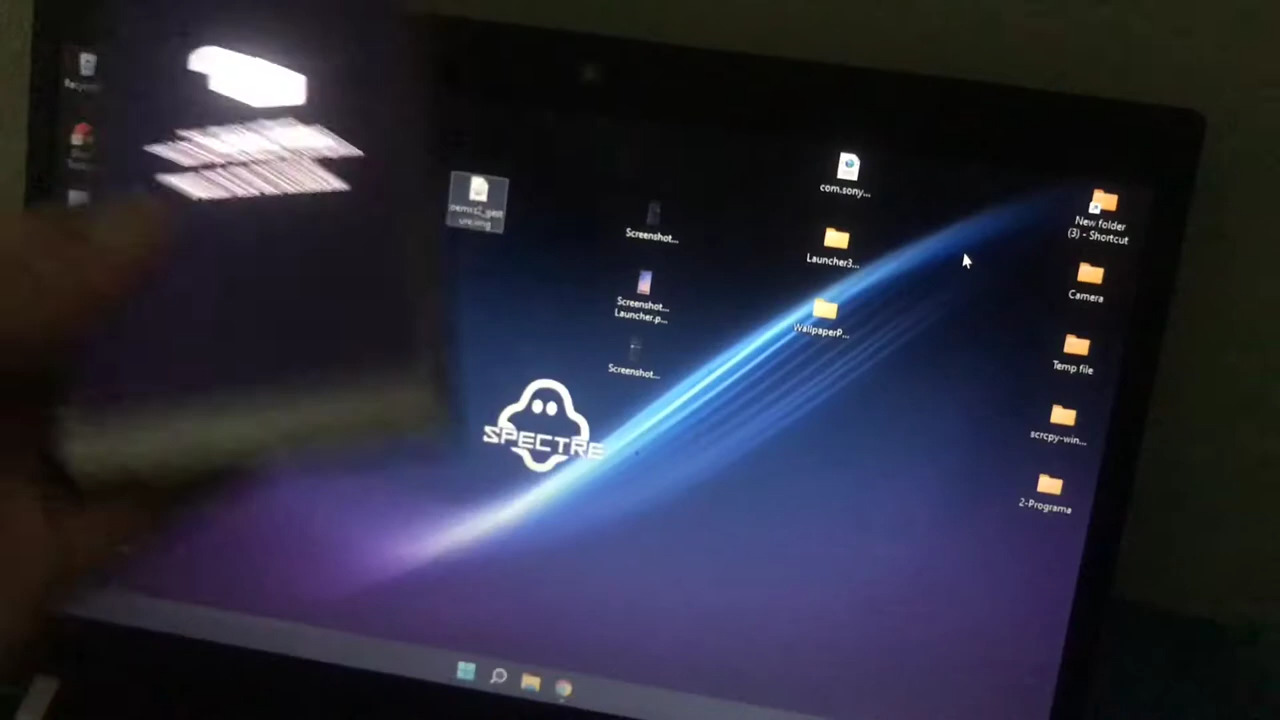 Screenshot...
Screenshot...
Launcher.p...
Screenshot...
SPECTRE
com.sony...
Launcher3...
WallpaperP...
New folder
(3) - Shortcut
Camera
Temp file
scrcpy-win...
2-Programa